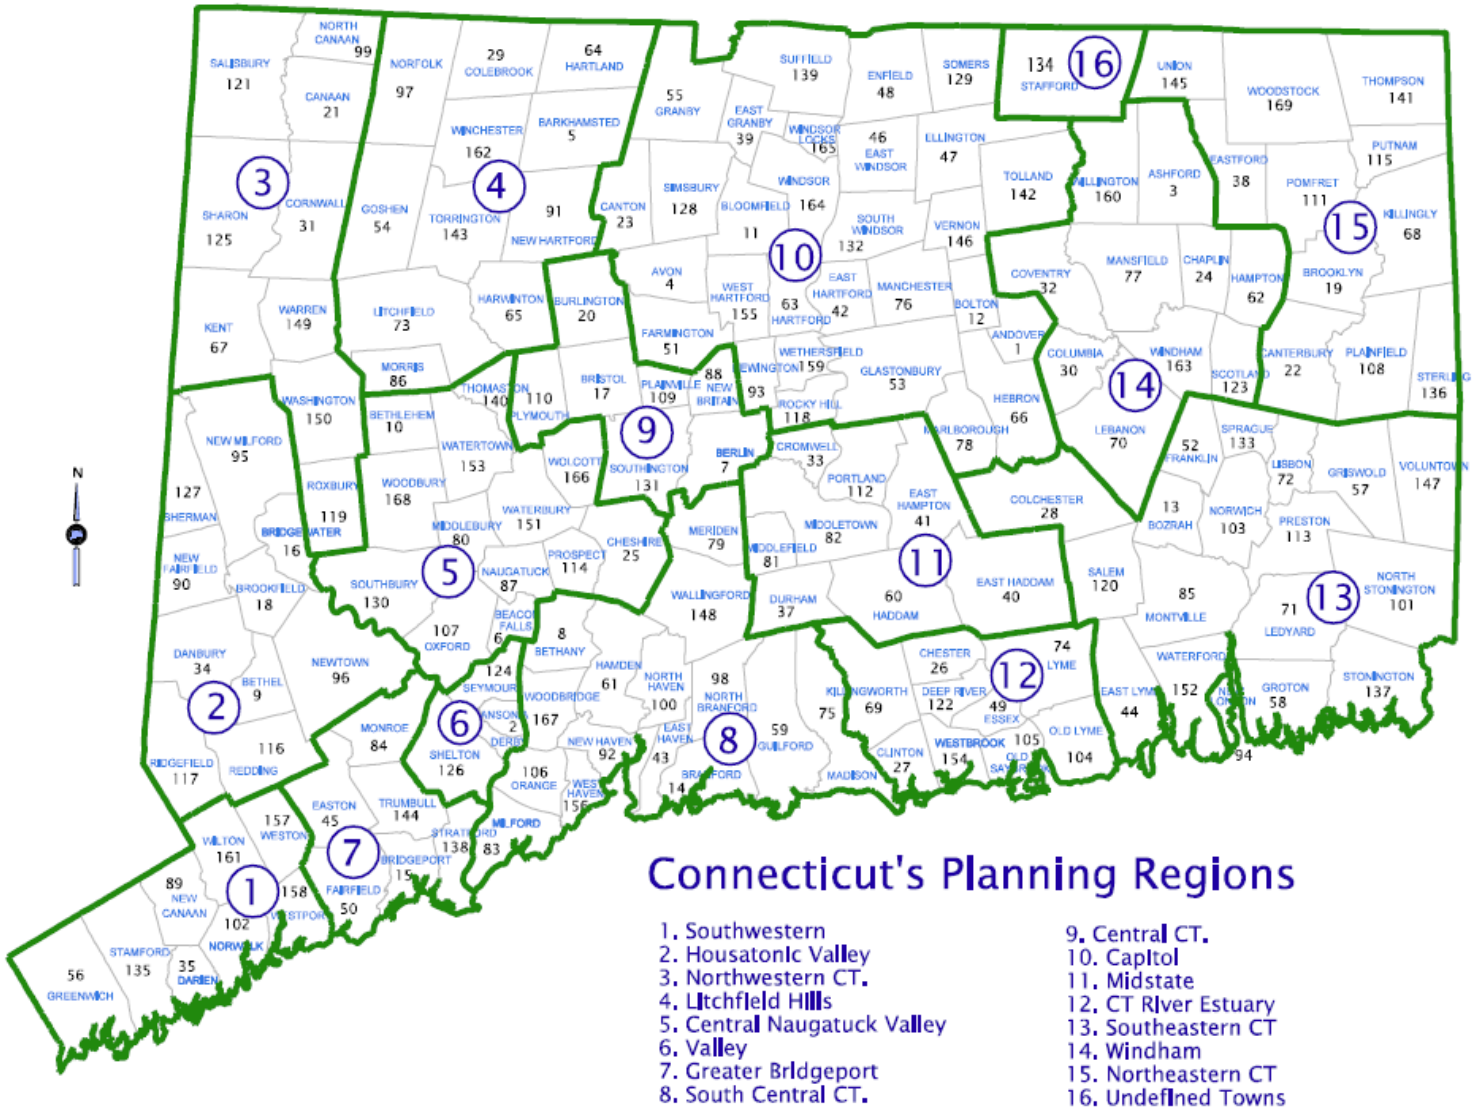 NORTH
CANAAN
99
SALISBURY
121
CANAAN
21
NORFOLK
97
29
COLEBROOK
64
HARTLAND
WINCHESTER
162
BARKHAMSTED
5
3
4
SHARON
125
CORNWALL
31
GOSHEN
54
TORRINGTON
143
91
NEW HARTFORD
KENT
67
WARREN
149
LITCHFIELD
73
HARWINTON
65
BURLINGTON
20
MORRIS
86
55
GRANBY
SUFFIELD
139
EAST
GRANBY
39
WINDSOR
LOCKS
165
ENFIELD
48
SOMERS
129
46
EAST
WINDSOR
ELLINGTON
47
134
STAFFORD
16
UNION
145
WOODSTOCK
169
THOMPSON
141
PUTNAM
115
TOLLAND
142
WILLINGTON
160
ASHFORD
3
EASTFORD
38
POMFRET
111
15
KILLINGLY
68
CANTON
23
SIMSBURY
128
BLOOMFIELD
11
WINDSOR
164
10
SOUTH
WINDSOR
132
VERNON
146
AVON
4
WEST
HARTFORD
155
63
HARTFORD
EAST
HARTFORD
42
MANCHESTER
76
BOLTON
12
COVENTRY
32
MANSFIELD
77
CHAPLIN
24
HAMPTON
62
BROOKLYN
19
ANDOVER
1
COLUMBIA
30
WINDHAM
163
14
SCOTLAND
123
CANTERBURY
22
PLAINFIELD
108
STERLING
136
FARMINGTON
51
NEWINGTON
93
WETHERSFIELD
159
ROCKY HILL
118
GLASTONBURY
53
HEBRON
66
MARLBOROUGH
78
LEBANON
70
THOMASTON
140
110
PLYMOUTH
BRISTOL
17
PLAINVILLE
109
88
NEW
BRITAIN
9
SOUTHINGTON
131
BERLIN
7
WASHINGTON
150
BETHLEHEM
10
WATERTOWN
153
WOLCOTT
166
NEW MILFORD
95
127
SHERMAN
ROXBURY
119
WOODBURY
168
WATERBURY
151
MIDDLEBURY
80
BRIDGEWATER
16
NEW
FAIRFIELD
90
BROOKFIELD
18
SOUTHBURY
130
5
NAUGATUCK
87
PROSPECT
114
CHESHIRE
25
MERIDEN
79
CROMWELL
33
PORTLAND
112
EAST
HAMPTON
41
MIDDLETOWN
82
MIDDLEFIELD
81
11
DURHAM
37
60
HADDAM
EAST HADDAM
40
COLCHESTER
28
52
FRANKLIN
SPRAGUE
133
LISBON
72
GRISWOLD
57
VOLUNTOWN
147
13
BOZRAH
NORWICH
103
PRESTON
113
SALEM
120
85
MONTVILLE
71
LEDYARD
13
NORTH
STONINGTON
101
WALLINGFORD
148
107
OXFORD
BEACON
FALLS
6
8
BETHANY
DANBURY
34
BETHEL
9
NEWTOWN
96
2
RIDGEFIELD
117
116
REDDING
124
SEYMOUR
6
ANSONIA
2
DERBY
SHELTON
126
WOODBRIDGE
167
HAMDEN
61
NORTH
HAVEN
100
98
NORTH
BRANFORD
8
59
GUILFORD
75
MADISON
KILLINGWORTH
69
CHESTER
26
12
74
LYME
DEEP RIVER
122
49
ESSEX
CLINTON
27
WESTBROOK
154
105
OLD
SAYBROOK
OLD LYME
104
EAST LYME
44
WATERFORD
152
NEW
LONDON
94
GROTON
58
STONINGTON
137
MONROE
84
106
ORANGE
NEW HAVEN
92
WEST
HAVEN
156
EAST
HAVEN
43
BRANFORD
14
EASTON
45
TRUMBULL
144
STRATFORD
138
MILFORD
83
7
BRIDGEPORT
15
FAIRFIELD
50
157
WESTON
WILTON
161
1
158
WESTPORT
89
NEW
CANAAN
102
NORWALK
STAMFORD
135
35
DARIEN
56
GREENWICH
N
Connecticut's Planning Regions
1. Southwestern
2. Housatonic Valley
3. Northwestern CT.
4. Litchfield Hills
5. Central Naugatuck Valley
6. Valley
7. Greater Bridgeport
8. South Central CT.
9. Central CT.
10. Capitol
11. Midstate
12. CT River Estuary
13. Southeastern CT
14. Windham
15. Northeastern CT
16. Undefined Towns